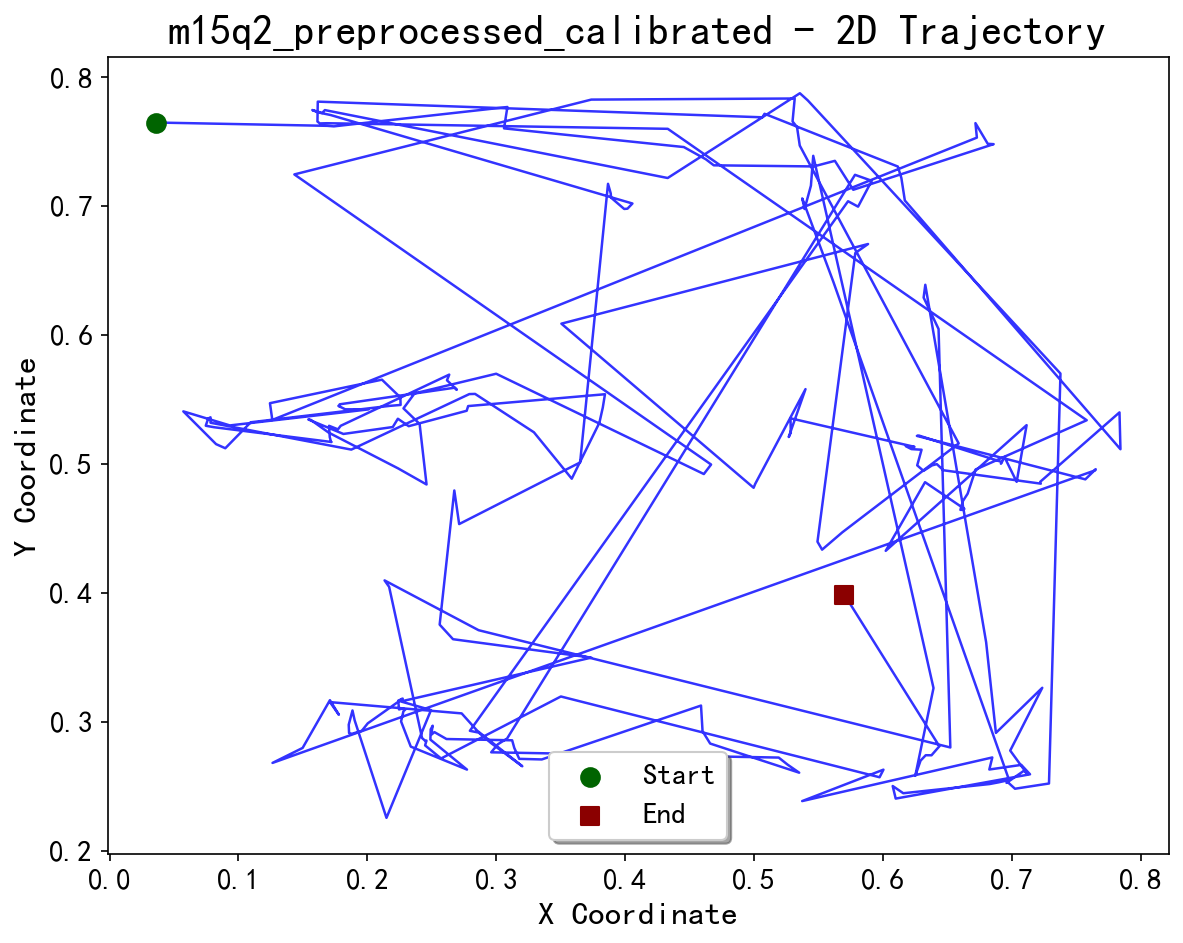 m15q2_preprocessed_calibrated - 2D Trajectory
Y Coordinate
0.8
0.7
0.6
0.5
0.4
0.3
0.2
Start
End
0.0 0.1 0.2 0.3 0.4 0.5 0.6 0.7 0.8
X Coordinate